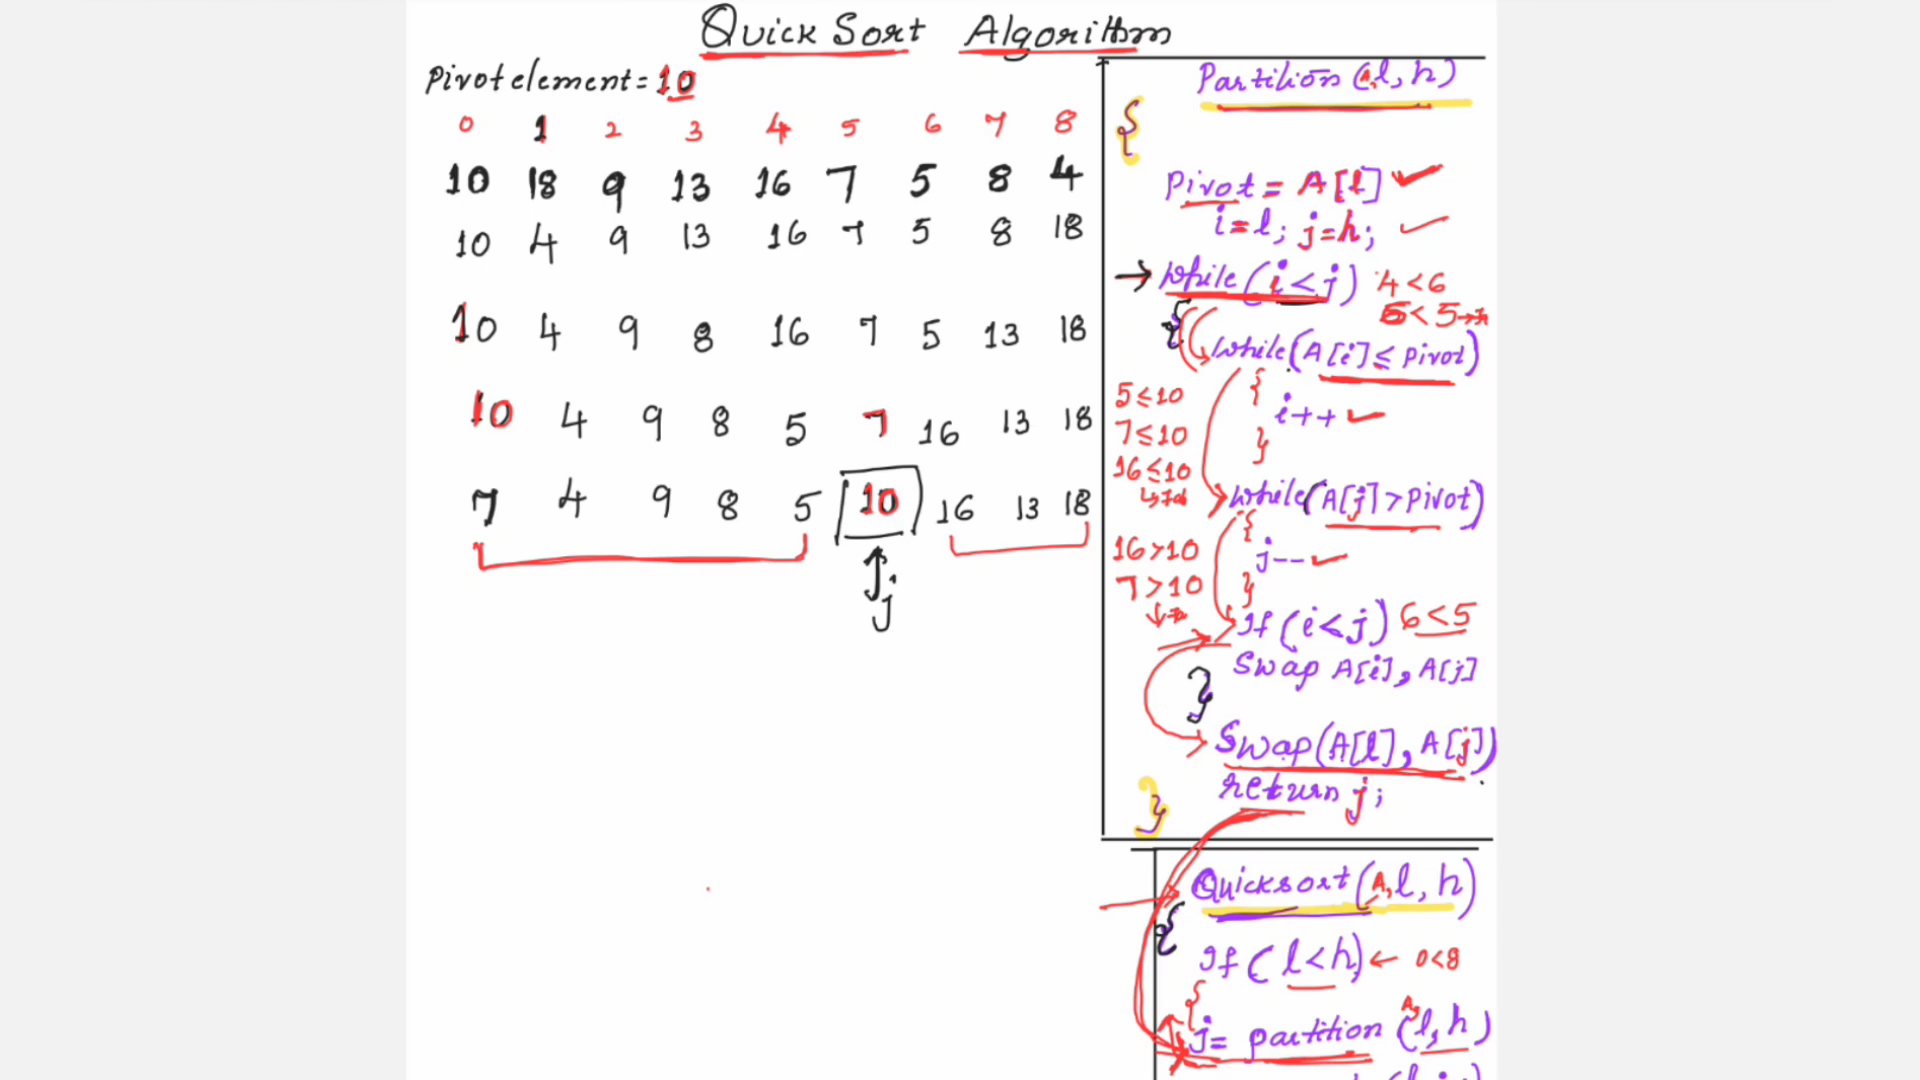 Quick Sort Algorithm
Pivot element = 10
0 1 2 3 4 5 6 7 8
10 18 9 13 16 7 5 8 4
10 4 9 13 16 7 5 8 18
10 4 9 8 16 7 5 13 18
10 4 9 8 5 7 16 13 18
7 4 9 8 5 10 16 13 18
j
Partition (A,l,h)
{
Pivot = A[l]
i=l; j=h;
while (i<j) 4<6
{ 6<5
while (A[i]≤ Pivot)
5≤10 {
7≤10 i++
16≤10 }
while (A[j]>Pivot)
{
16>10 j--
7>10 }
If (i<j) 6<5
} Swap A[i], A[j]
Swap(A[l], A[j])
return j;
}
Quicksort (A,l,h)
{
If (l<h) ← 0<8
{
j= partition (A,l,h)